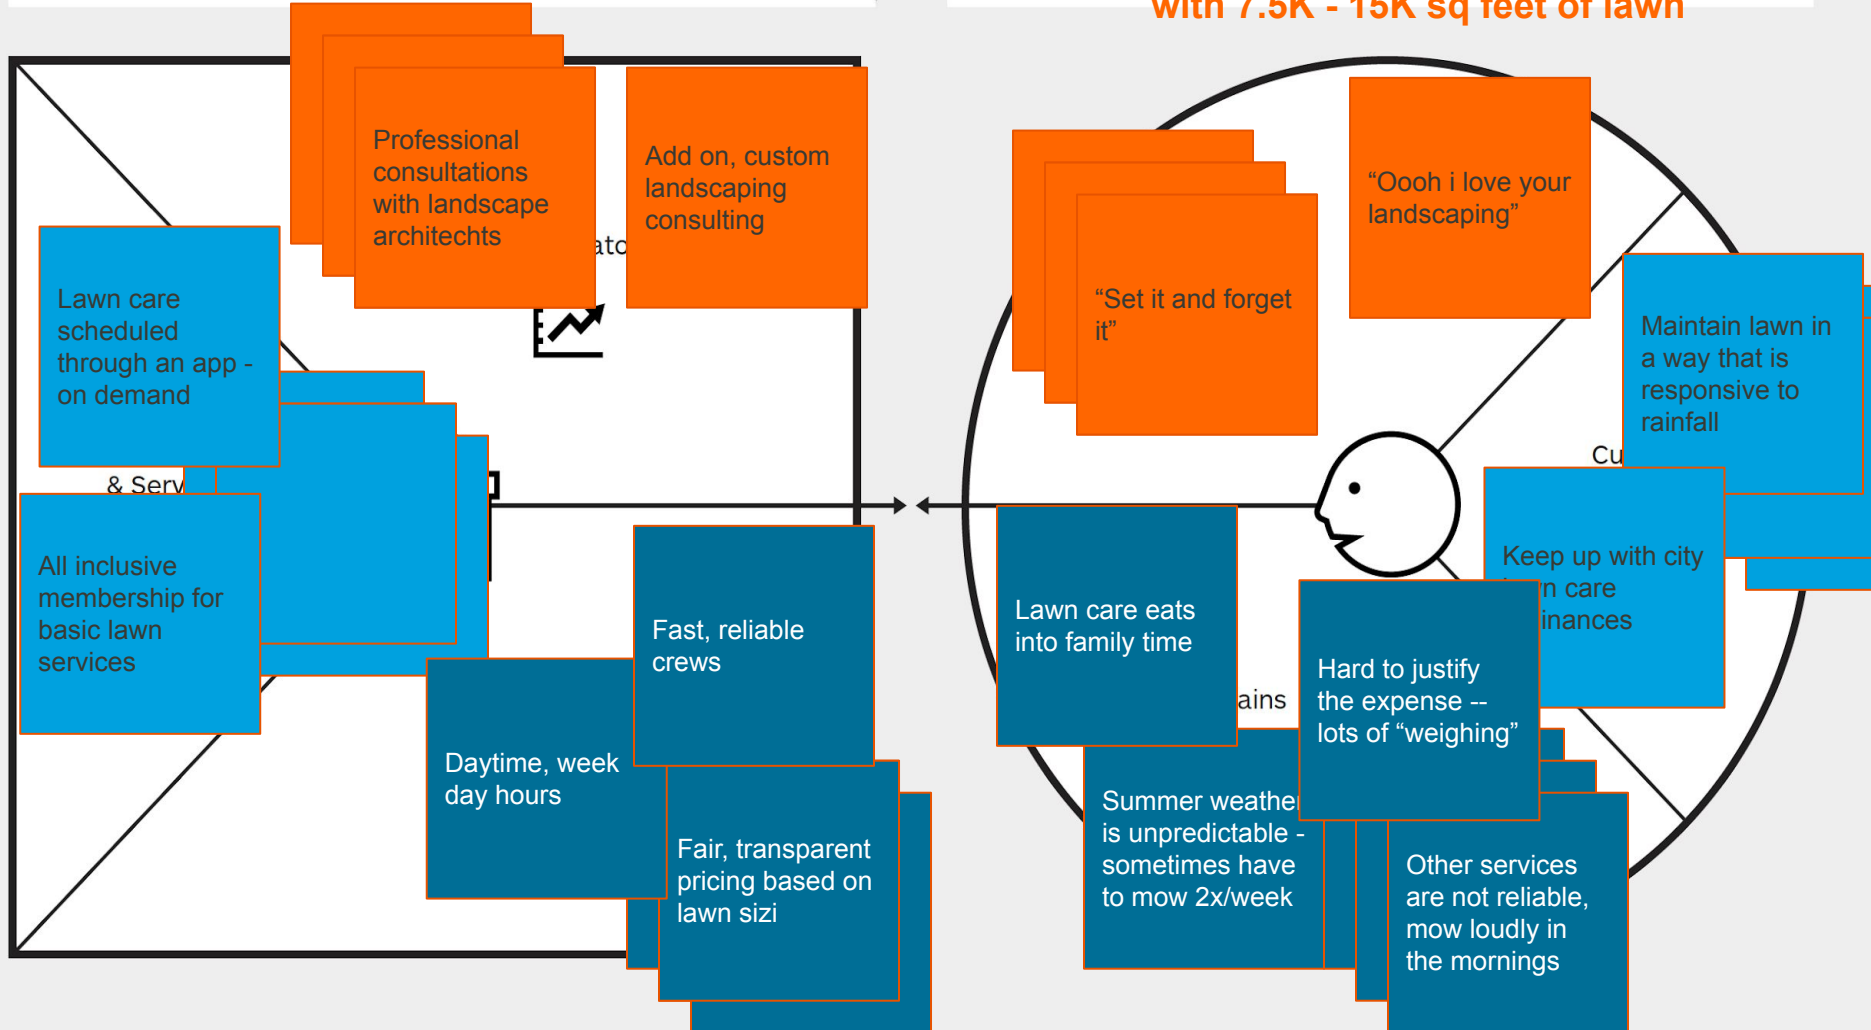 with 7.5K - 15K sq feet of lawn
Professional
consultations
with landscape
architechts
Add on, custom
landscaping
consulting
Lawn care
scheduled
through an app -
on demand
& Serv
All inclusive
membership for
basic lawn
services
Fast, reliable
crews
Daytime, week
day hours
Fair, transparent
pricing based on
lawn sizi
“Oooh i love your
landscaping”
“Set it and forget
it”
Maintain lawn in
a way that is
responsive to
rainfall
Cu
Keep up with city
care
Lawn care eats
into family time
ains
Hard to justify
the expense --
lots of “weighing”
Summer weather
is unpredictable -
sometimes have
to mow 2x/week
Other services
are not reliable,
mow loudly in
the mornings